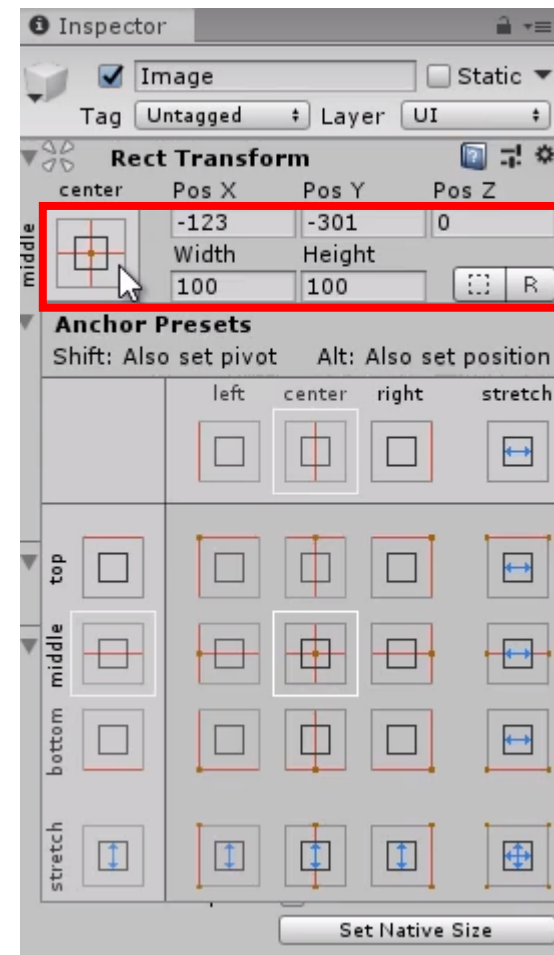 Inspector
Image Static
Tag Untagged Layer UI
Rect Transform
center Pos X Pos Y Pos Z
middle -123 -301 0
Width Height
100 100 R
Anchor Presets
Shift: Also set pivot Alt: Also set position
left center right stretch
top
middle
bottom
stretch
Set Native Size